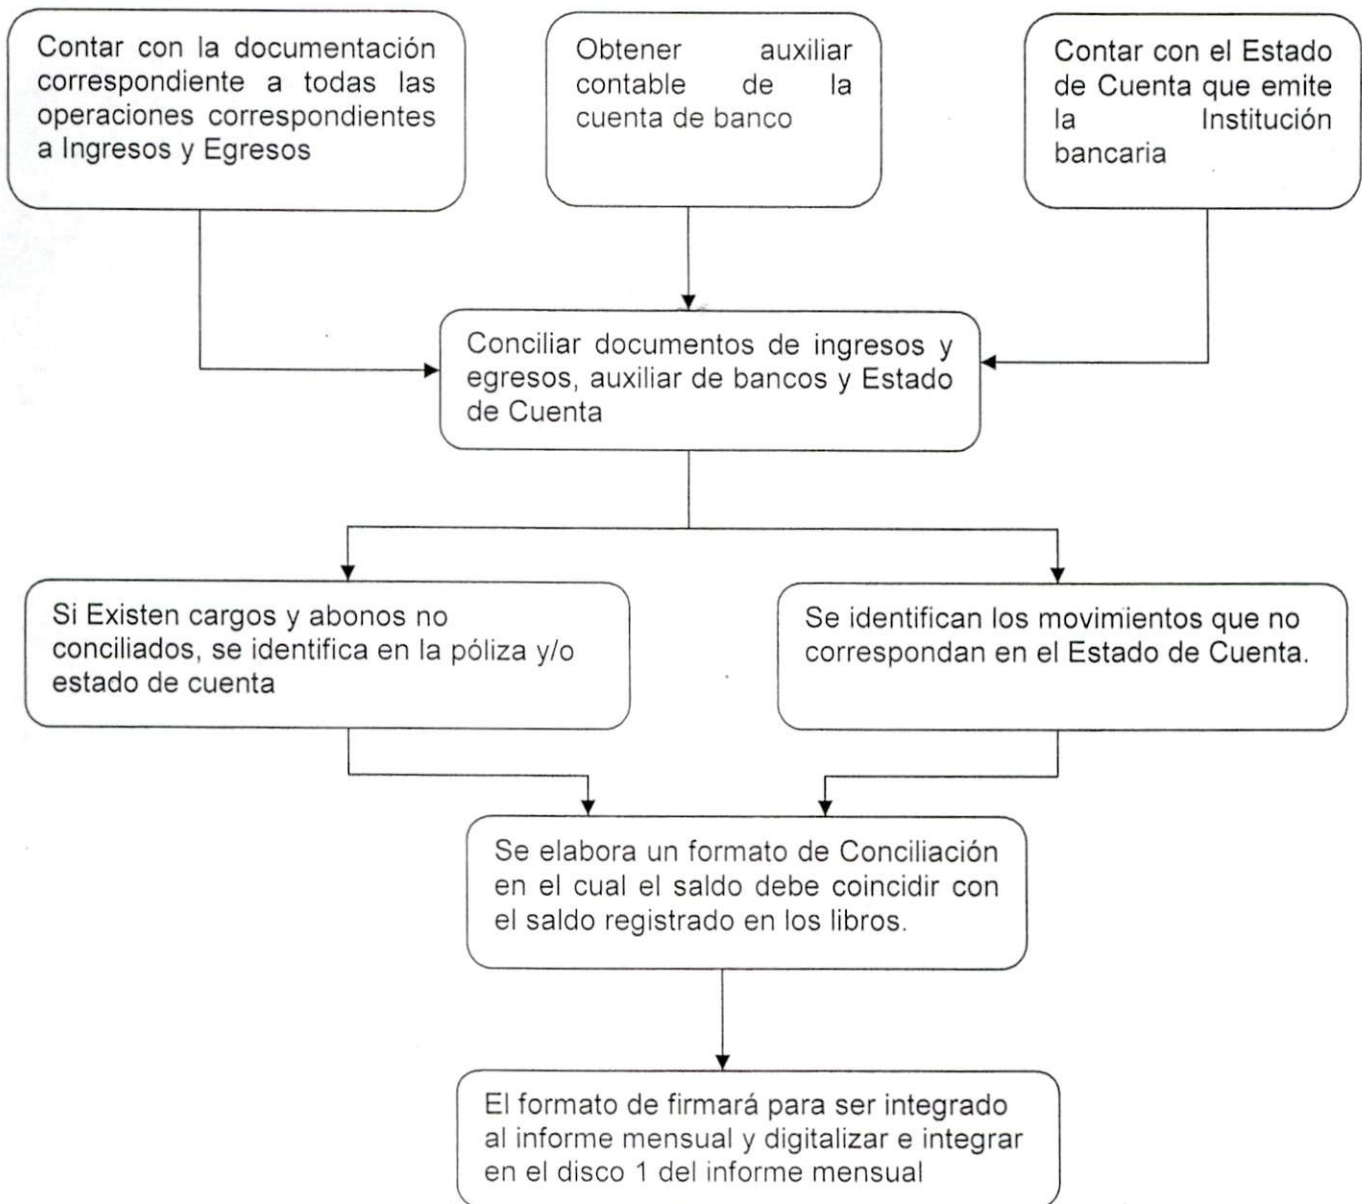 Contar con la documentación
correspondiente a todas las
operaciones correspondientes
a Ingresos y Egresos
Obtener auxiliar
contable de la
cuenta de banco
Contar con el Estado
de Cuenta que emite
la Institución
bancaria
Conciliar documentos de ingresos y
egresos, auxiliar de bancos y Estado
de Cuenta
Si Existen cargos y abonos no
conciliados, se identifica en la póliza y/o
estado de cuenta
Se identifican los movimientos que no
correspondan en el Estado de Cuenta.
Se elabora un formato de Conciliación
en el cual el saldo debe coincidir con
el saldo registrado en los libros.
El formato de firmará para ser integrado
al informe mensual y digitalizar e integrar
en el disco 1 del informe mensual